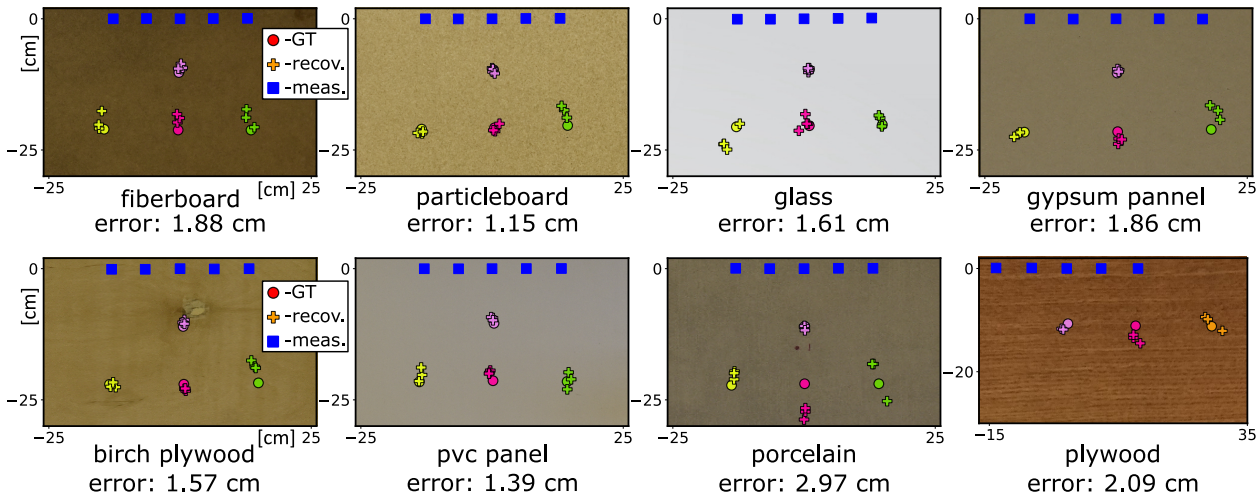 0
[cm]
−25
−25
[cm]
25
-GT
-recov.
-meas.
fiberboard
error: 1.88 cm
0
−25
−25
25
particleboard
error: 1.15 cm
0
−25
−25
25
glass
error: 1.61 cm
0
−25
−25
25
gypsum pannel
error: 1.86 cm
0
[cm]
−25
−25
[cm]
25
-GT
-recov.
-meas.
birch plywood
error: 1.57 cm
0
−25
−25
25
pvc panel
error: 1.39 cm
0
−25
−25
25
porcelain
error: 2.97 cm
0
−20
−15
35
plywood
error: 2.09 cm